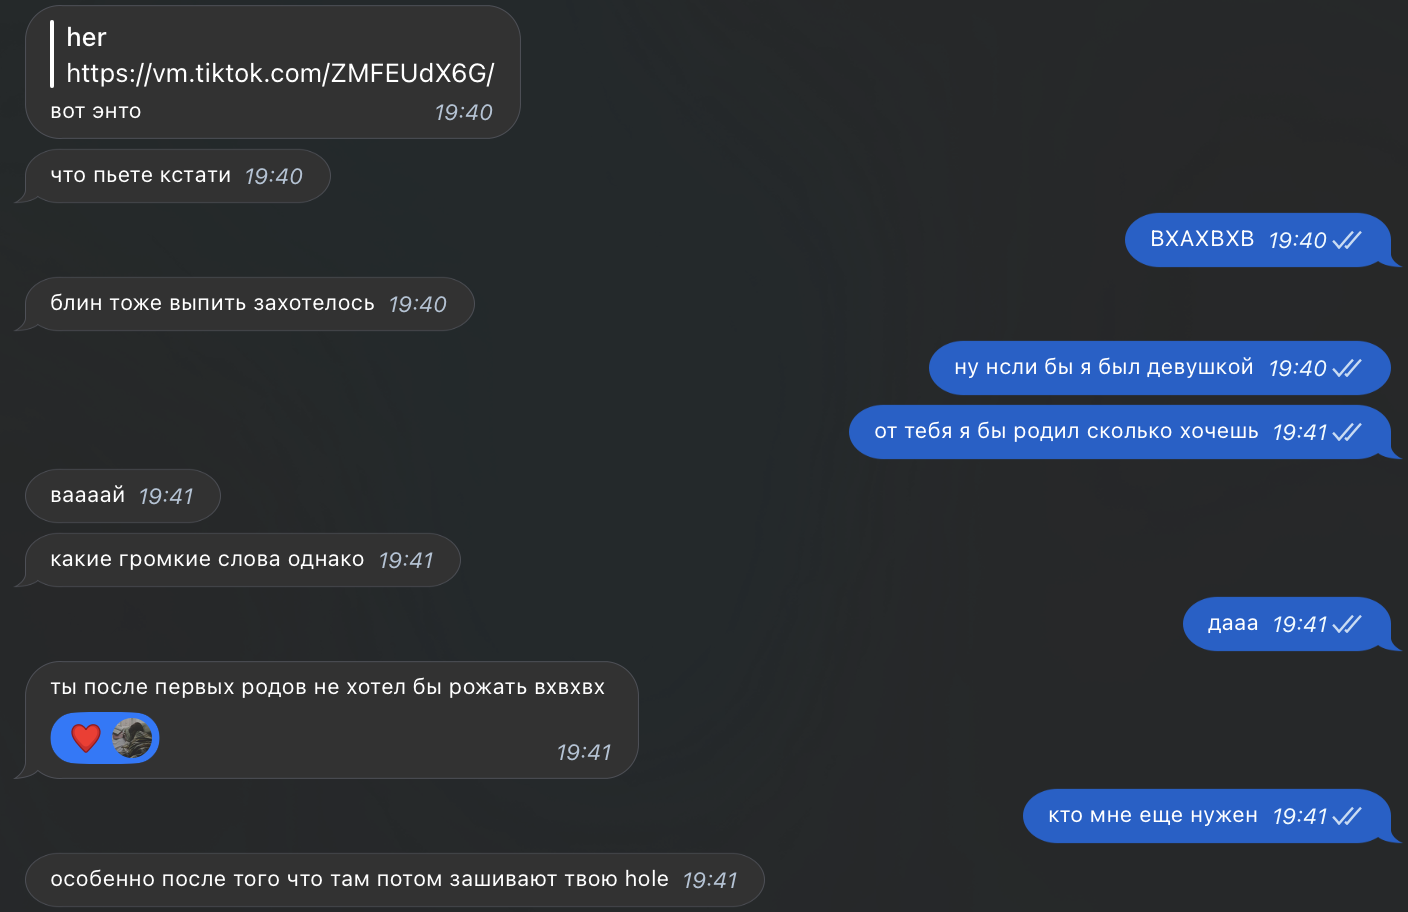 her
https://vm.tiktok.com/ZMFEUdX6G/
вот энто 19:40
что пьете кстати 19:40
ВХАХВХВ 19:40
блин тоже выпить захотелось 19:40
ну нсли бы я был девушкой 19:40
от тебя я бы родил сколько хочешь 19:41
ваааай 19:41
какие громкие слова однако 19:41
дааа 19:41
ты после первых родов не хотел бы рожать вхвхвх
19:41
кто мне еще нужен 19:41
особенно после того что там потом зашивают твою hole 19:41